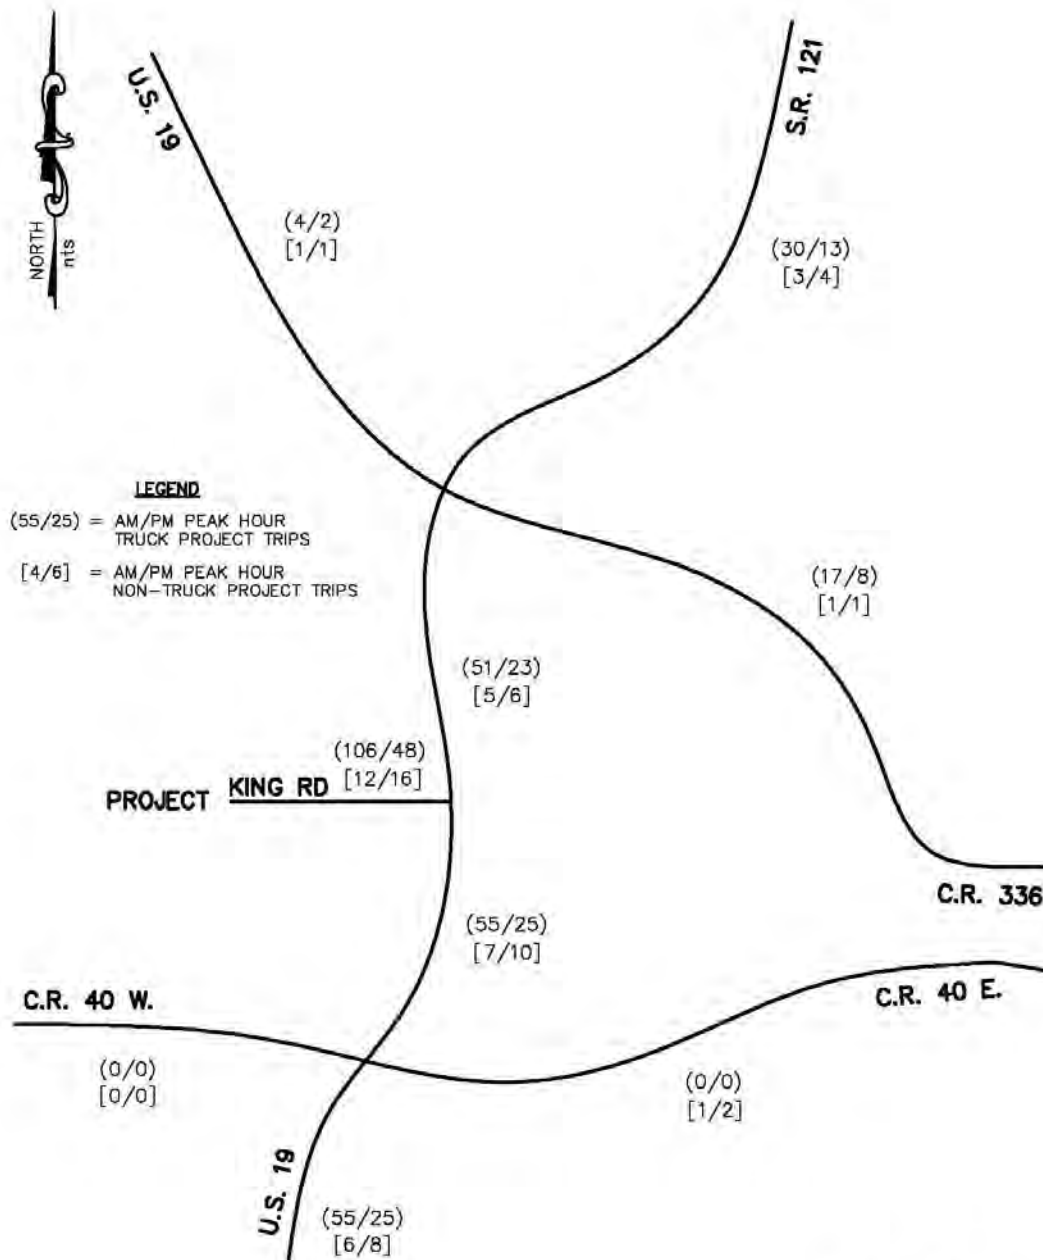 U.S. 19
S.R. 121
NORTH
nts
(4/2)
[1/1]
(30/13)
[3/4]
LEGEND
(55/25) = AM/PM PEAK HOUR
TRUCK PROJECT TRIPS
[4/6] = AM/PM PEAK HOUR
NON-TRUCK PROJECT TRIPS
(17/8)
[1/1]
(51/23)
[5/6]
(106/48)
[12/16]
PROJECT KING RD
C.R. 336
(55/25)
[7/10]
C.R. 40 W.
C.R. 40 E.
(0/0)
[0/0]
(0/0)
[1/2]
U.S. 19
(55/25)
[6/8]